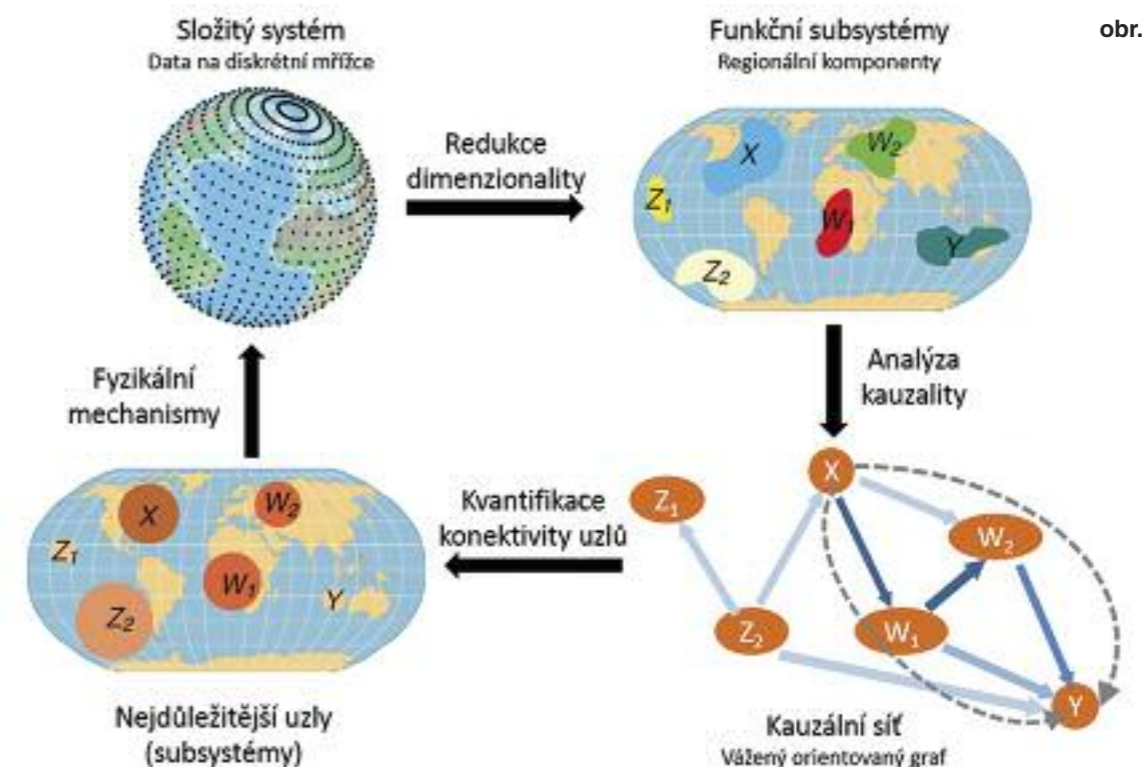 Složitý systém
Data na diskrétní mřížce
Funkční subsystémy
Regionální komponenty
obr.
Redukce
dimenzionality
X
W2
Z1
W1
Y
Z2
Analýza
kauzality
Fyzikální
mechanismy
X
W2
Z1
W1
Y
Z2
Kvantifikace
konektivity uzlů
X
Z1
W2
Z2
W1
Y
Nejdůležitější uzly
(subsystémy)
Kauzální síť
Vážený orientovaný graf